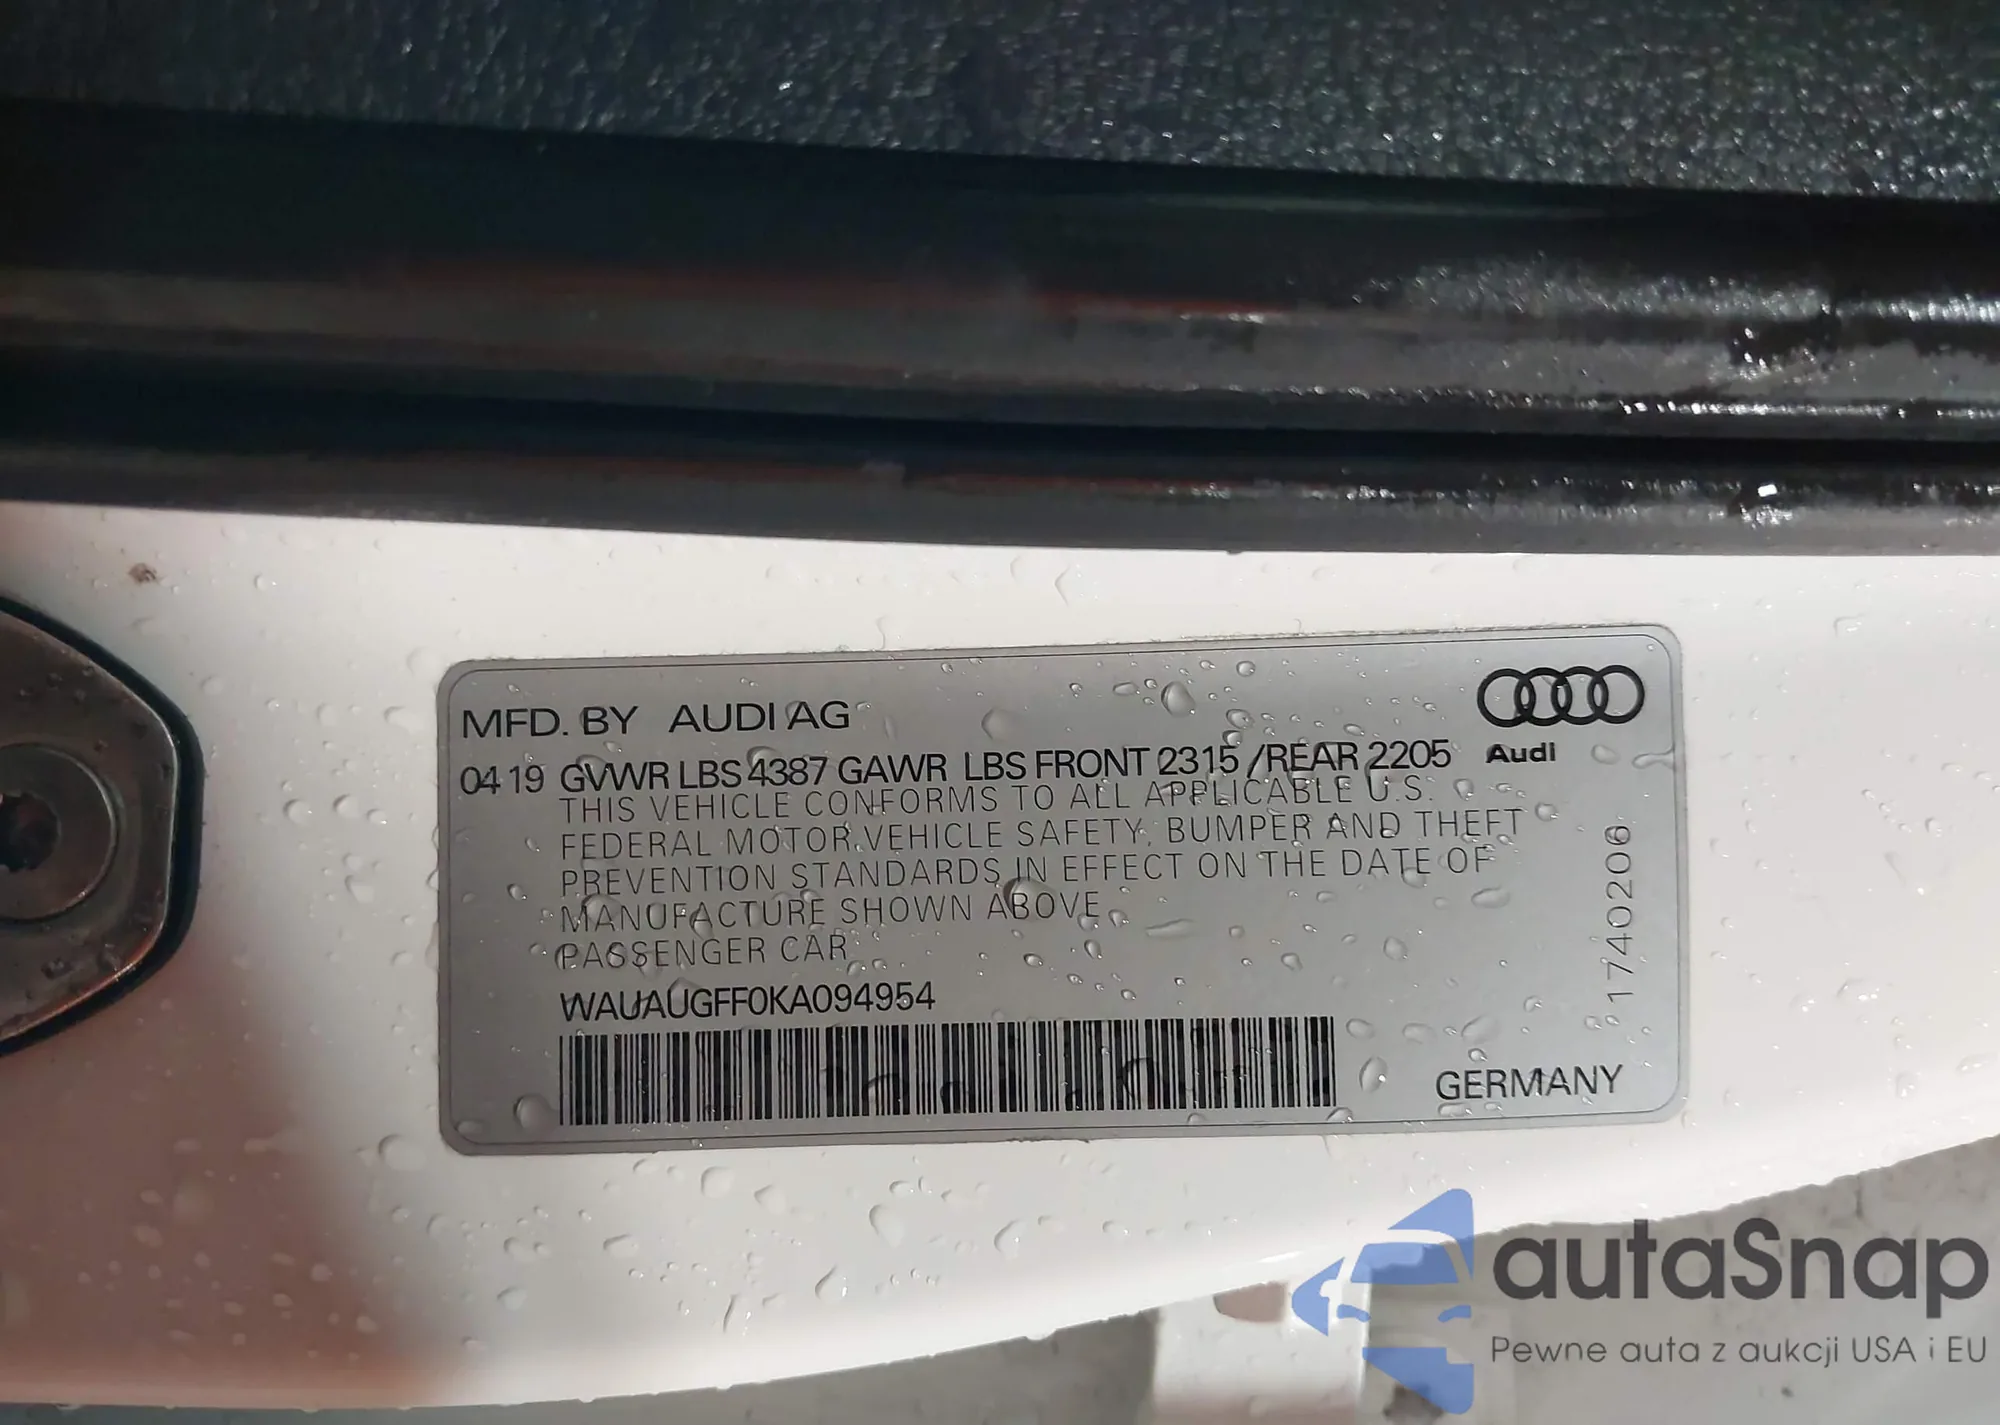 MFD. BY AUDI AG
04 19 GVWR LBS 4387 GAWR LBS FRONT 2315 /REAR 2205
Audi
THIS VEHICLE CONFORMS TO ALL APPLICABLE U.S.
FEDERAL MOTOR VEHICLE SAFETY, BUMPER AND THEFT
PREVENTION STANDARDS IN EFFECT ON THE DATE OF
MANUFACTURE SHOWN ABOVE
PASSENGER CAR
WAUAUGFF0KA094954
GERMANY
1740206
autaSnap
Pewne auta z aukcji USA i EU